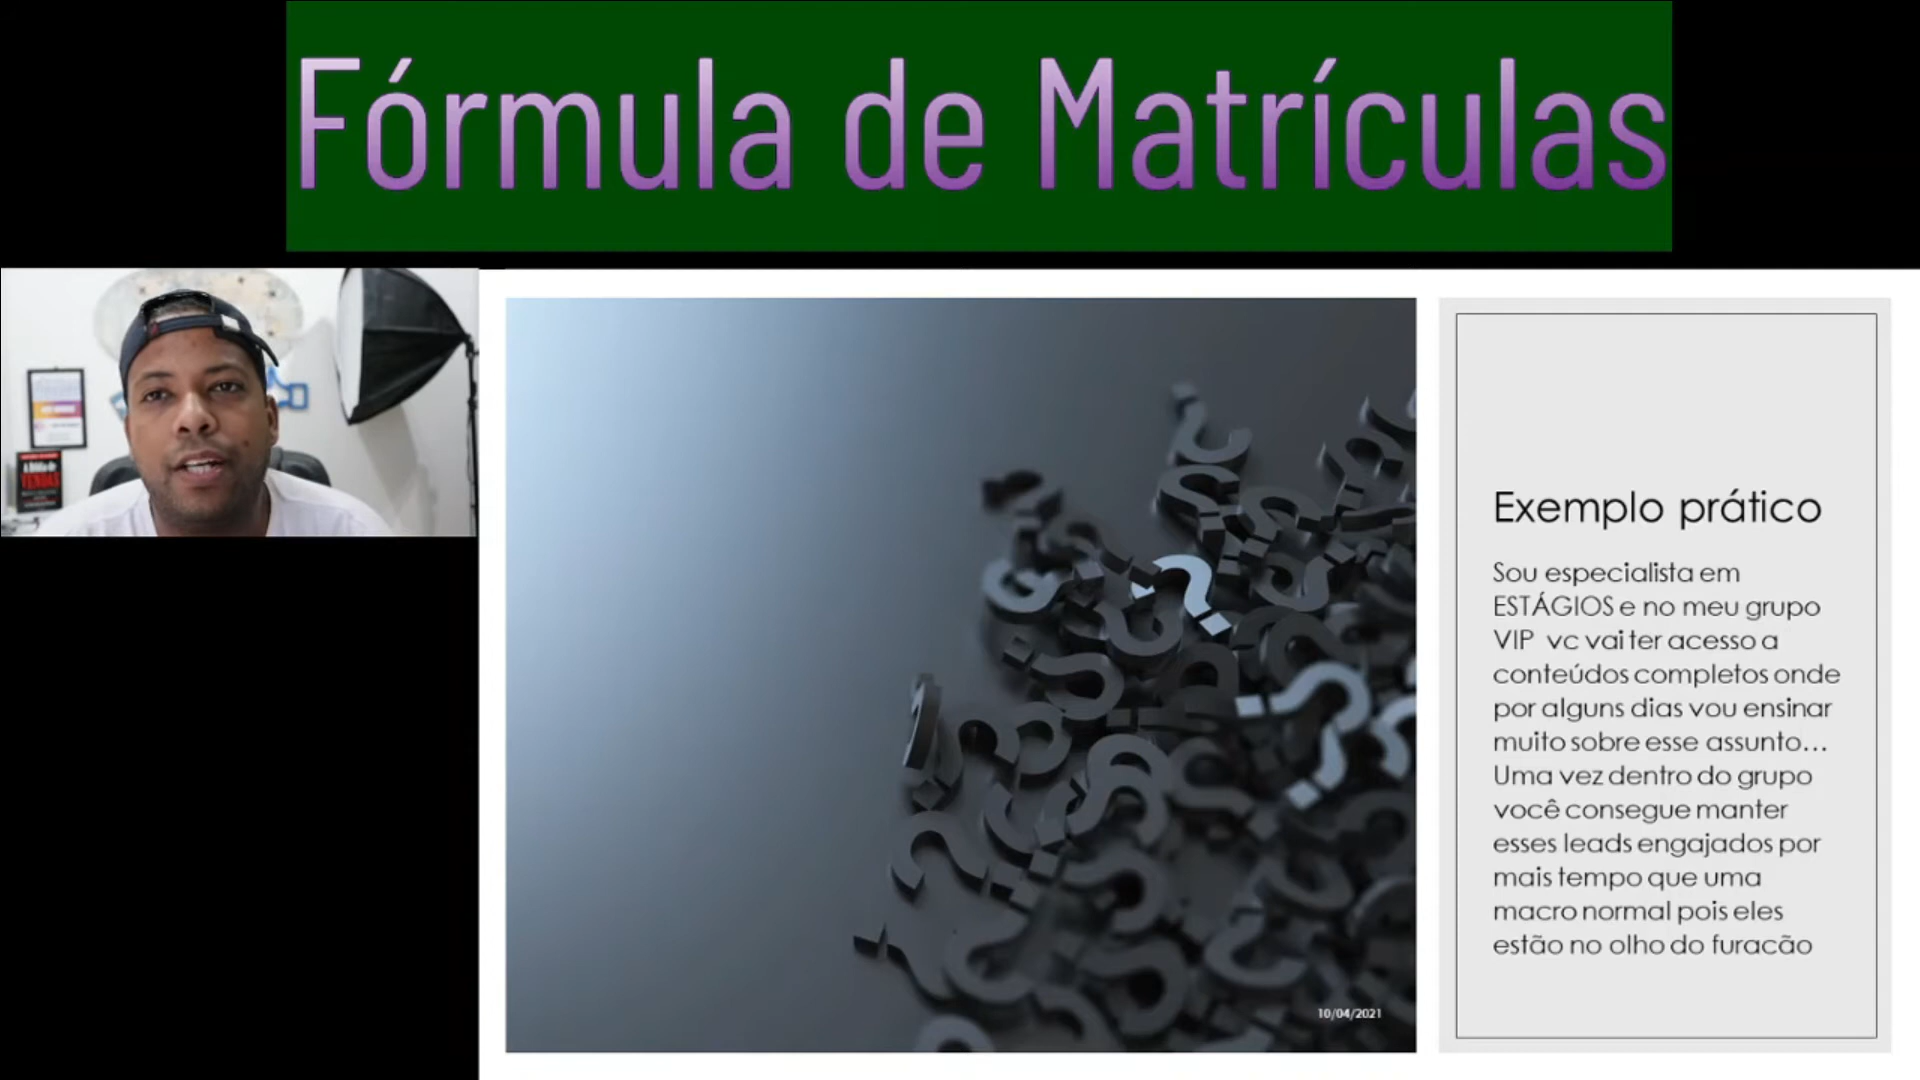 Fórmula de Matrículas
A Bíblia de
VENDAS
Exemplo prático
Sou especialista em
ESTÁGIOS e no meu grupo
VIP vc vai ter acesso a
conteúdos completos onde
por alguns dias vou ensinar
muito sobre esse assunto...
Uma vez dentro do grupo
você consegue manter
esses leads engajados por
mais tempo que uma
macro normal pois eles
estão no olho do furacão
10/04/2021